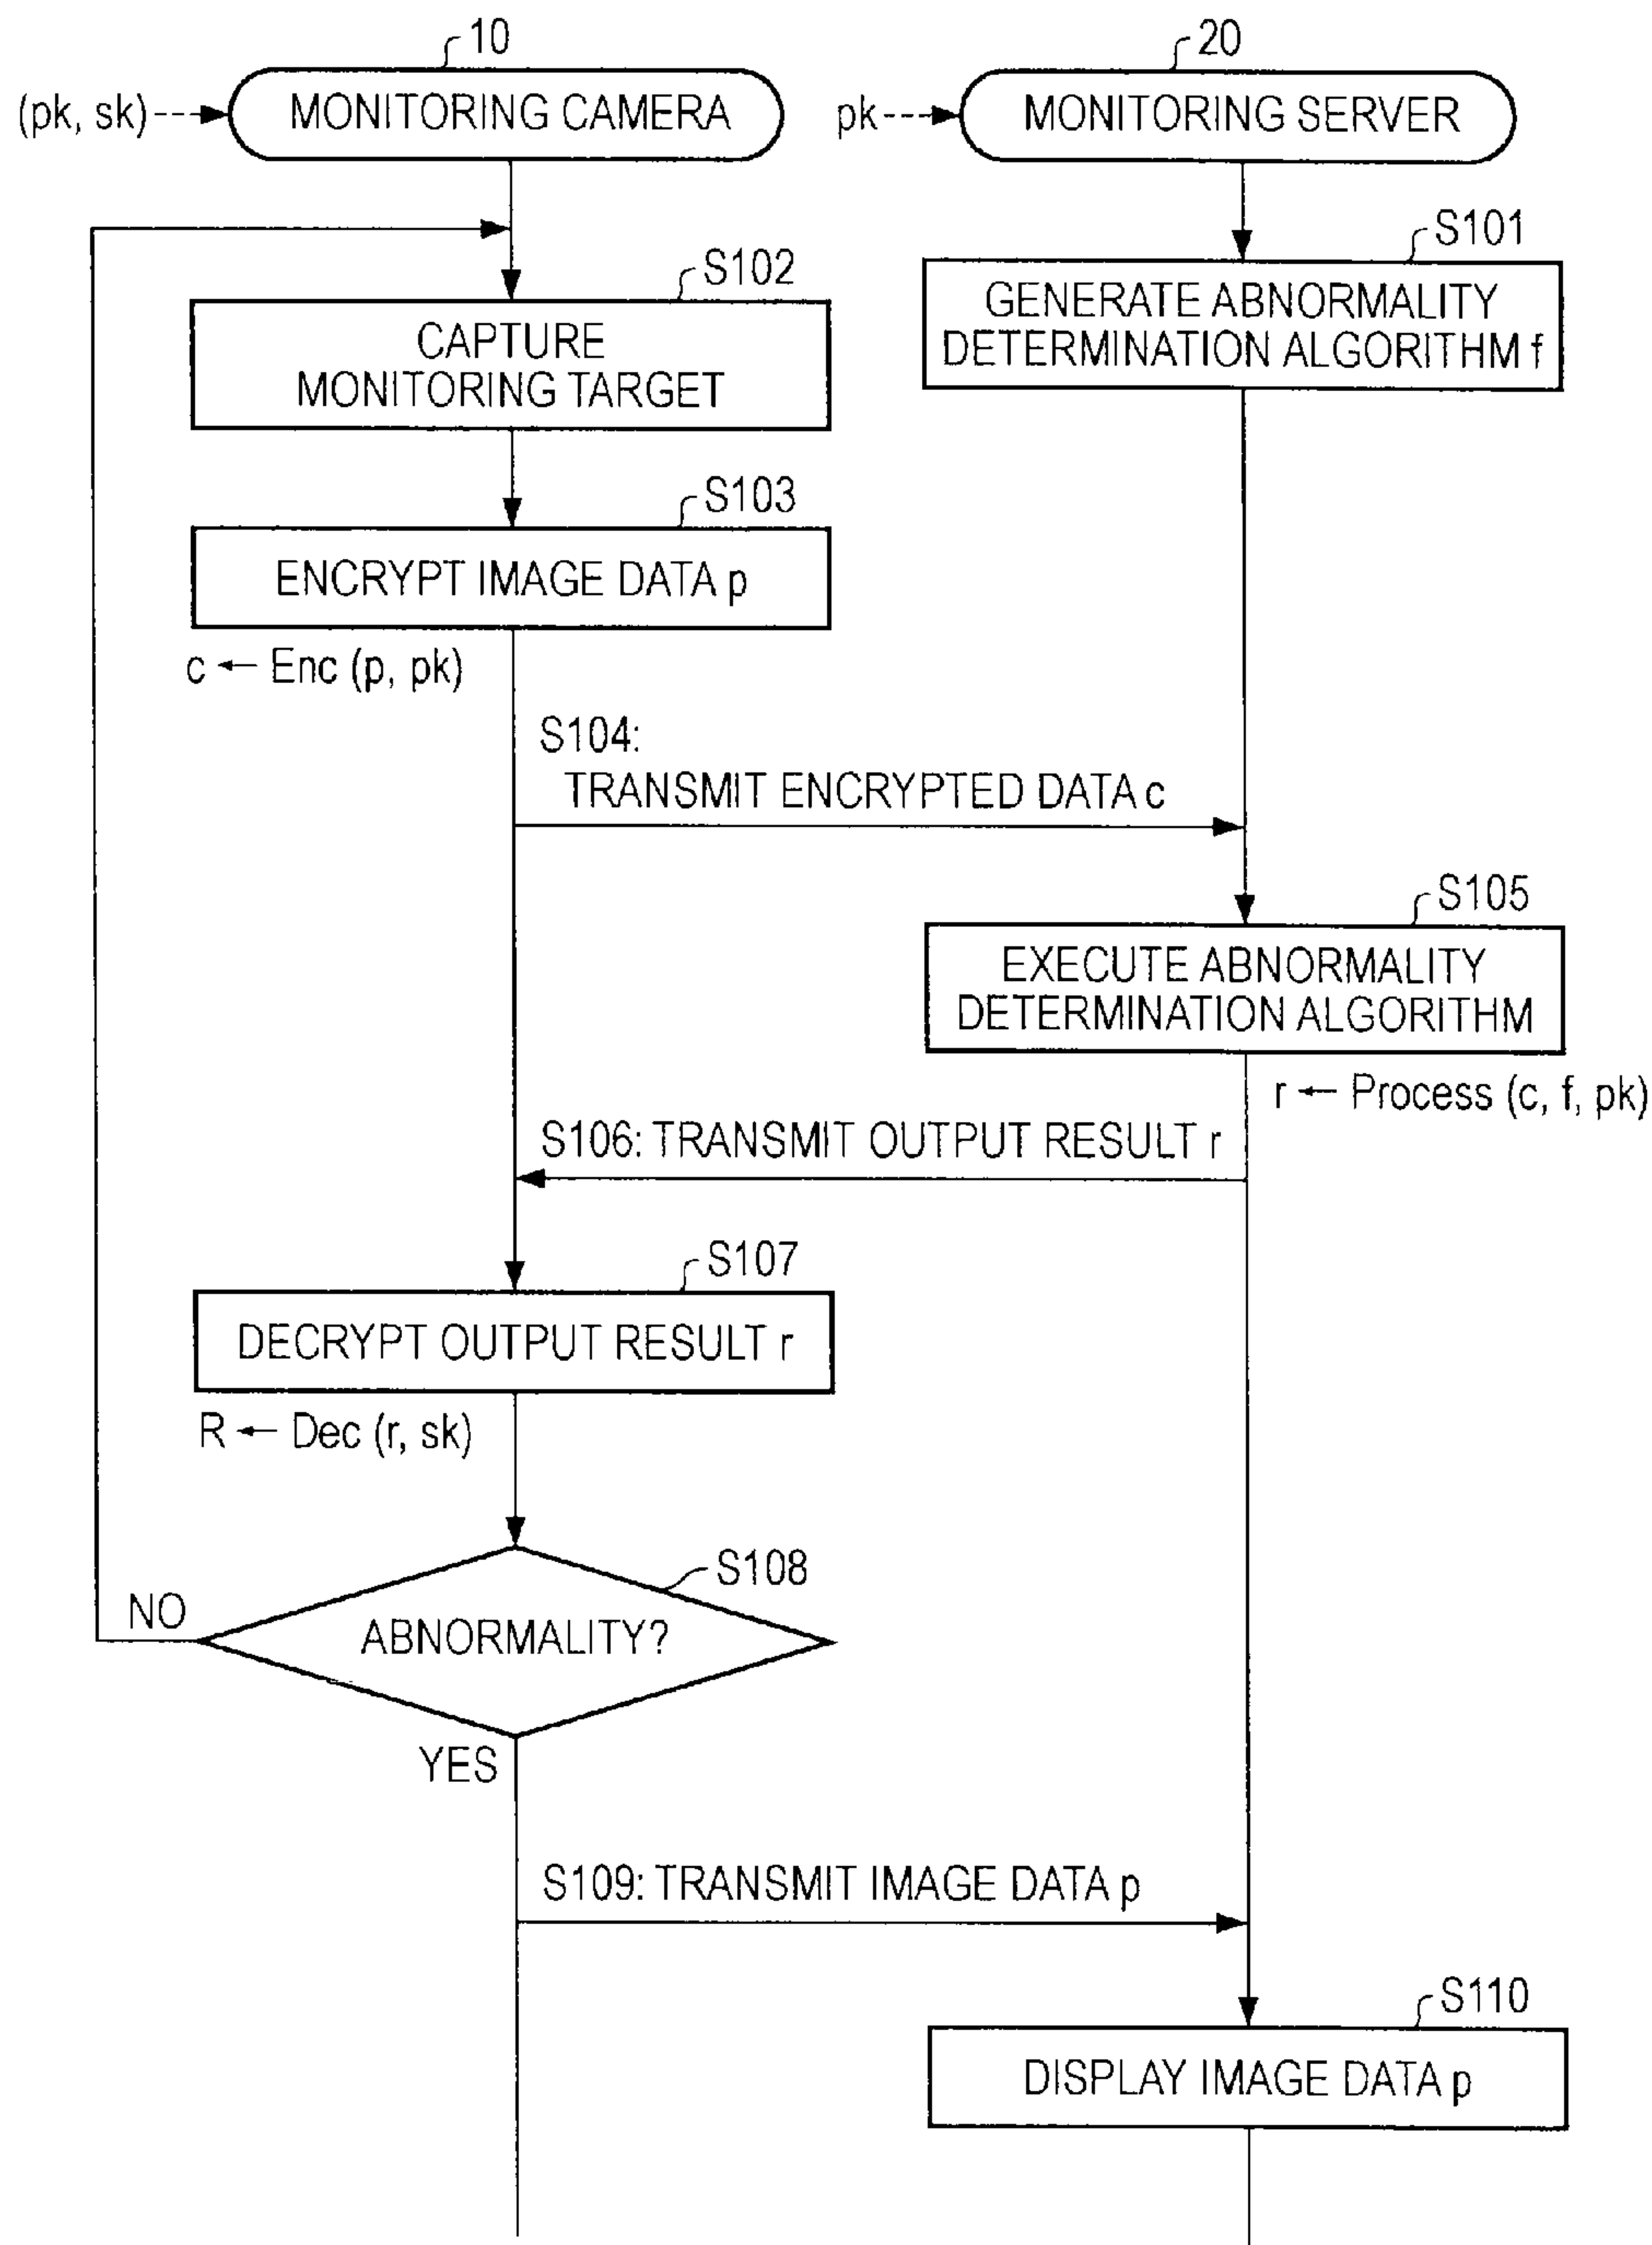 10
20
(pk, sk)
MONITORING CAMERA
pk
MONITORING SERVER
S101
GENERATE ABNORMALITY
DETERMINATION ALGORITHM f
S102
CAPTURE
MONITORING TARGET
S103
ENCRYPT IMAGE DATA p
c ← Enc (p, pk)
S104:
TRANSMIT ENCRYPTED DATA c
S105
EXECUTE ABNORMALITY
DETERMINATION ALGORITHM
r ← Process (c, f, pk)
S106: TRANSMIT OUTPUT RESULT r
S107
DECRYPT OUTPUT RESULT r
R ← Dec (r, sk)
S108
NO
ABNORMALITY?
YES
S109: TRANSMIT IMAGE DATA p
S110
DISPLAY IMAGE DATA p